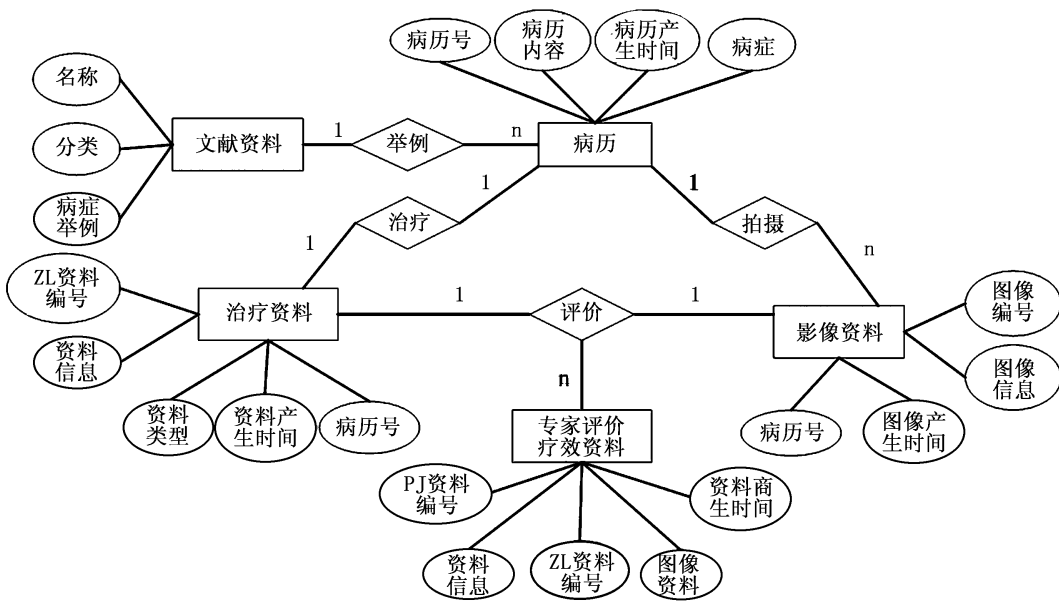 病历号
病历
内容
病历产
生时间
病症
名称
分类
病症
举例
文献资料
1
举例
n
病历
1
治疗
1
1
拍摄
n
ZL资料
编号
资料
信息
治疗资料
1
评价
1
影像资料
图像
编号
图像
信息
资料
类型
资料产
生时间
病历号
n
专家评价
疗效资料
病历号
图像产
生时间
PJ资料
编号
资料
信息
ZL资料
编号
图像
资料
资料商
生时间